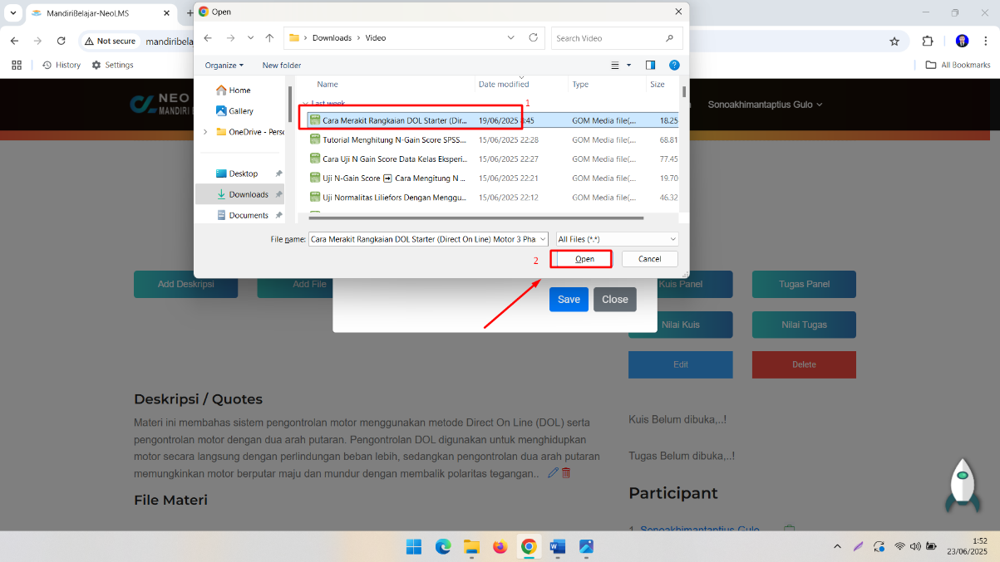 MandiriBelajar-NeoLMS
Open
Not secure
mandiribela
Downloads
Video
Search Video
History
Settings
All Bookmarks
Organize
New folder
NEO
MANDIRI B
Sonoakhimantaptius Gulo
Home
Gallery
OneDrive - Perso
Desktop
Downloads
Documents
Name
Date modified
Type
Size
Last week
1
Cara Merakit Rangkaian DOL Starter (Dir... 19/06/2025 8:45 GOM Media file(,... 18.25
Tutorial Menghitung N-Gain Score SPSS... 15/06/2025 22:28 GOM Media file(,... 68.81
Cara Uji N Gain Score Data Kelas Eksperi... 15/06/2025 22:27 GOM Media file(,... 77.45
Uji N-Gain Score ➡ Cara Mengitung N ... 15/06/2025 22:21 GOM Media file(,... 19.70
Uji Normalitas Liliefors Dengan Menggu... 15/06/2025 22:12 GOM Media file(,... 46.32
File name: Cara Merakit Rangkaian DOL Starter (Direct On Line) Motor 3 Pha
All Files (*.*)
2
Open
Cancel
Add Deskripsi
Add File
Save
Close
Kuis Panel
Tugas Panel
Nilai Kuis
Nilai Tugas
Edit
Delete
Deskripsi / Quotes
Materi ini membahas sistem pengontrolan motor menggunakan metode Direct On Line (DOL) serta
pengontrolan motor dengan dua arah putaran. Pengontrolan DOL digunakan untuk menghidupkan
motor secara langsung dengan perlindungan beban lebih, sedangkan pengontrolan dua arah putaran
memungkinkan motor berputar maju dan mundur dengan membalik polaritas tegangan..
File Materi
Kuis Belum dibuka,..!
Tugas Belum dibuka,..!
Participant
1. Sonoakhimantaptius Gulo
1:52
23/06/2025